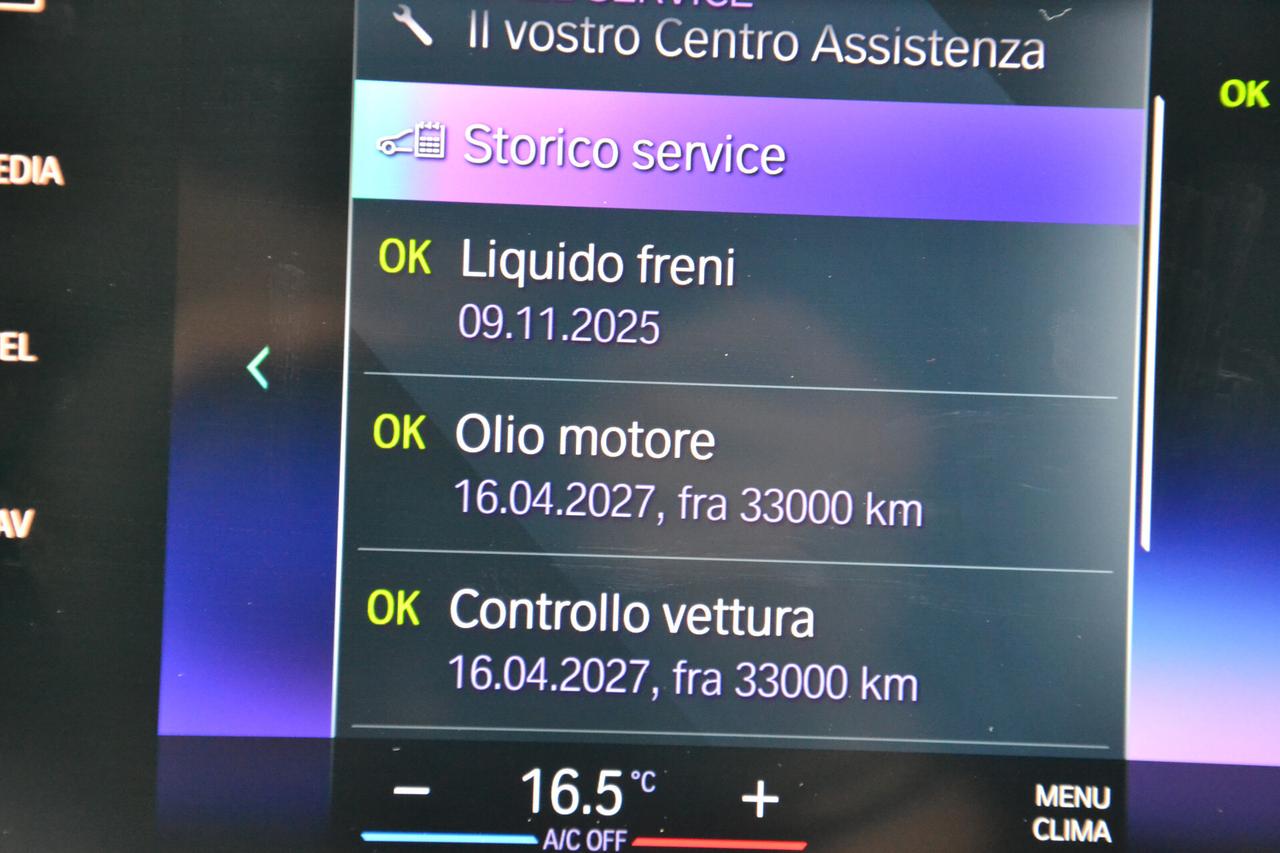 Il vostro Centro Assistenza
OK
Storico service
EDIA
OK Liquido freni
09.11.2025
EL
OK Olio motore
16.04.2027, fra 33000 km
AV
OK Controllo vettura
16.04.2027, fra 33000 km
− 16.5 °C +
A/C OFF
MENU
CLIMA